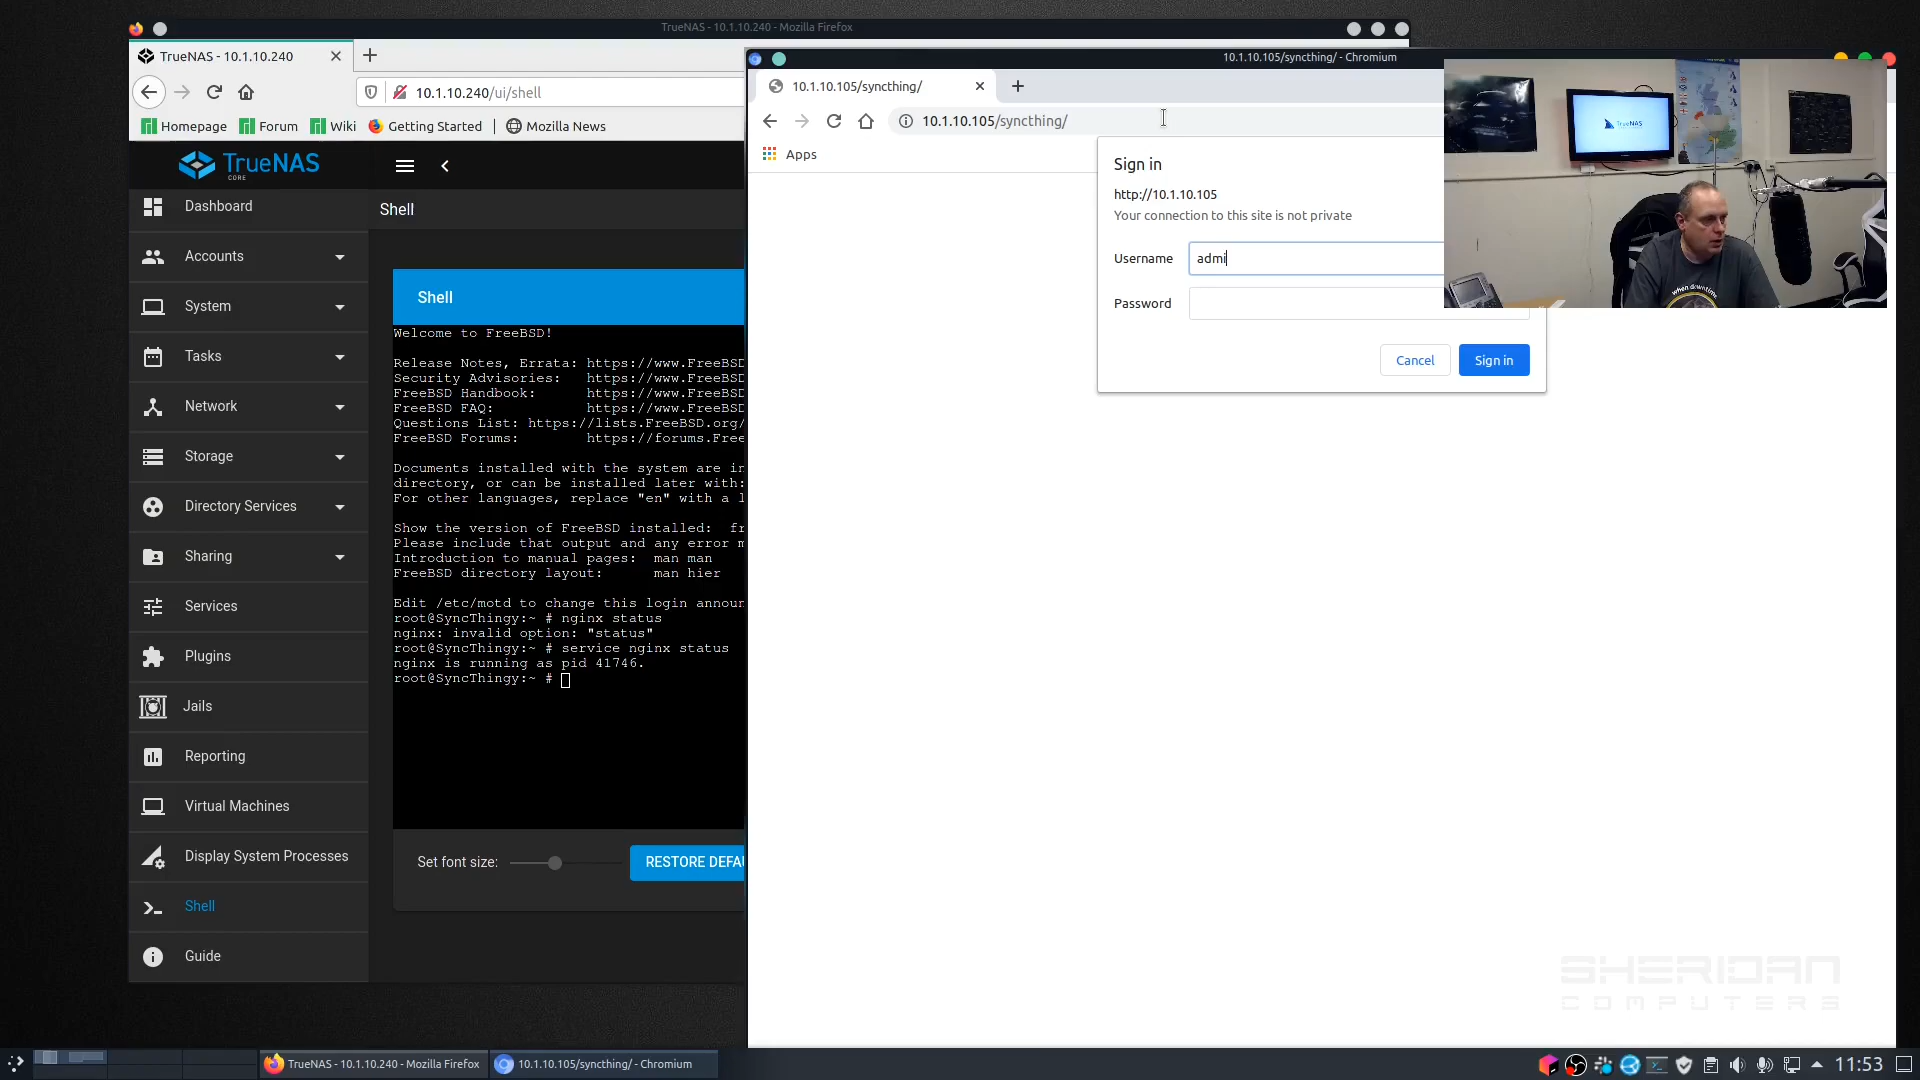 TrueNAS - 10.1.10.240 - Mozilla Firefox
TrueNAS - 10.1.10.240
10.1.10.240/ui/shell
Homepage
Forum
Wiki
Getting Started
Mozilla News
TrueNAS
CORE
Dashboard
Accounts
System
Tasks
Network
Storage
Directory Services
Sharing
Services
Plugins
Jails
Reporting
Virtual Machines
Display System Processes
Shell
Guide
Shell
Shell
Welcome to FreeBSD!
Release Notes, Errata: https://www.FreeBSD
Security Advisories: https://www.FreeBSD
FreeBSD Handbook: https://www.FreeBSD
FreeBSD FAQ: https://www.FreeBSD
Questions List: https://lists.FreeBSD.org/
FreeBSD Forums: https://forums.Free
Documents installed with the system are in
directory, or can be installed later with:
For other languages, replace "en" with a l
Show the version of FreeBSD installed: fr
Please include that output and any error m
Introduction to manual pages: man man
FreeBSD directory layout: man hier
Edit /etc/motd to change this login announ
root@SyncThingy:~ # nginx status
nginx: invalid option: "status"
root@SyncThingy:~ # service nginx status
nginx is running as pid 41746.
root@SyncThingy:~ #
Set font size:
RESTORE DEFAU
10.1.10.105/syncthing/ - Chromium
10.1.10.105/syncthing/
10.1.10.105/syncthing/
Apps
Sign in
http://10.1.10.105
Your connection to this site is not private
Username
admi
Password
Cancel
Sign in
TrueNAS
when downtime
SHERIDAN
COMPUTERS
TrueNAS - 10.1.10.240 - Mozilla Firefox
10.1.10.105/syncthing/ - Chromium
11:53